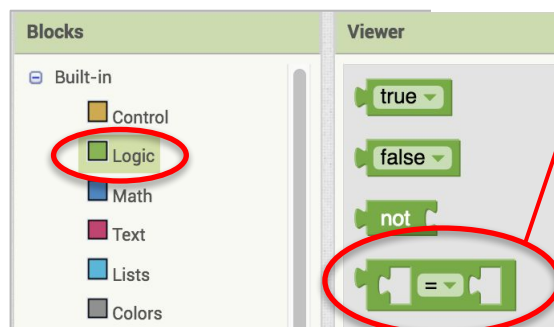 Blocks
Built-in
Control
Logic
Math
Text
Lists
Colors
Viewer
true
false
not
=